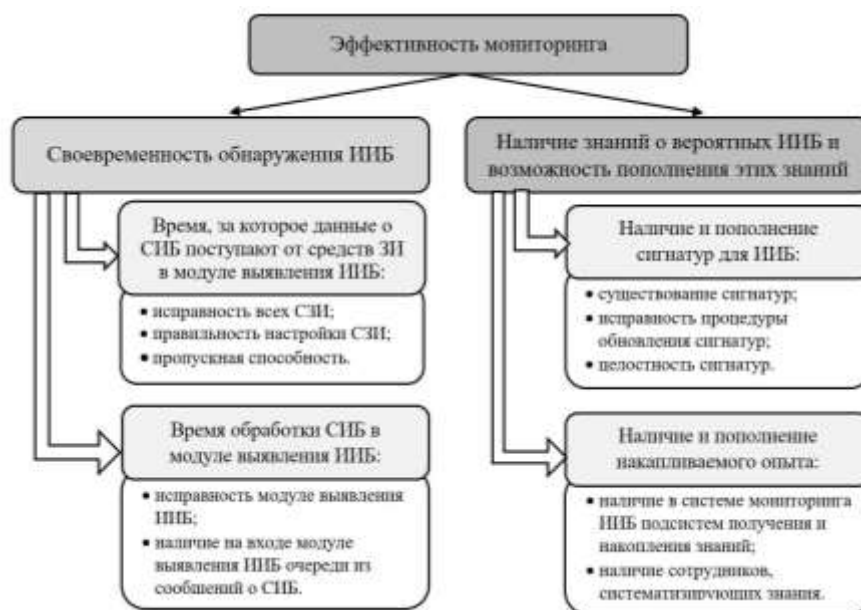 Эффективность мониторинга
Своевременность обнаружения ИИБ
Время, за которое данные о
СИБ поступают от средств ЗИ
в модуле выявления ИИБ:
• исправность всех СЗИ;
• правильность настройки СЗИ;
• пропускная способность.
Время обработки СИБ в
модуле выявления ИИБ:
• исправность модуле выявления
ИИБ;
• наличие на входе модуле
выявления ИИБ очереди из
сообщений о СИБ.
Наличие знаний о вероятных ИИБ и
возможность пополнения этих знаний
Наличие и пополнение
сигнатур для ИИБ:
• существование сигнатур;
• исправность процедуры
обновления сигнатур;
• целостность сигнатур.
Наличие и пополнение
накапливаемого опыта:
• наличие в системе мониторинга
ИИБ подсистем получения и
накопления знаний;
• наличие сотрудников,
систематизирующих знания.